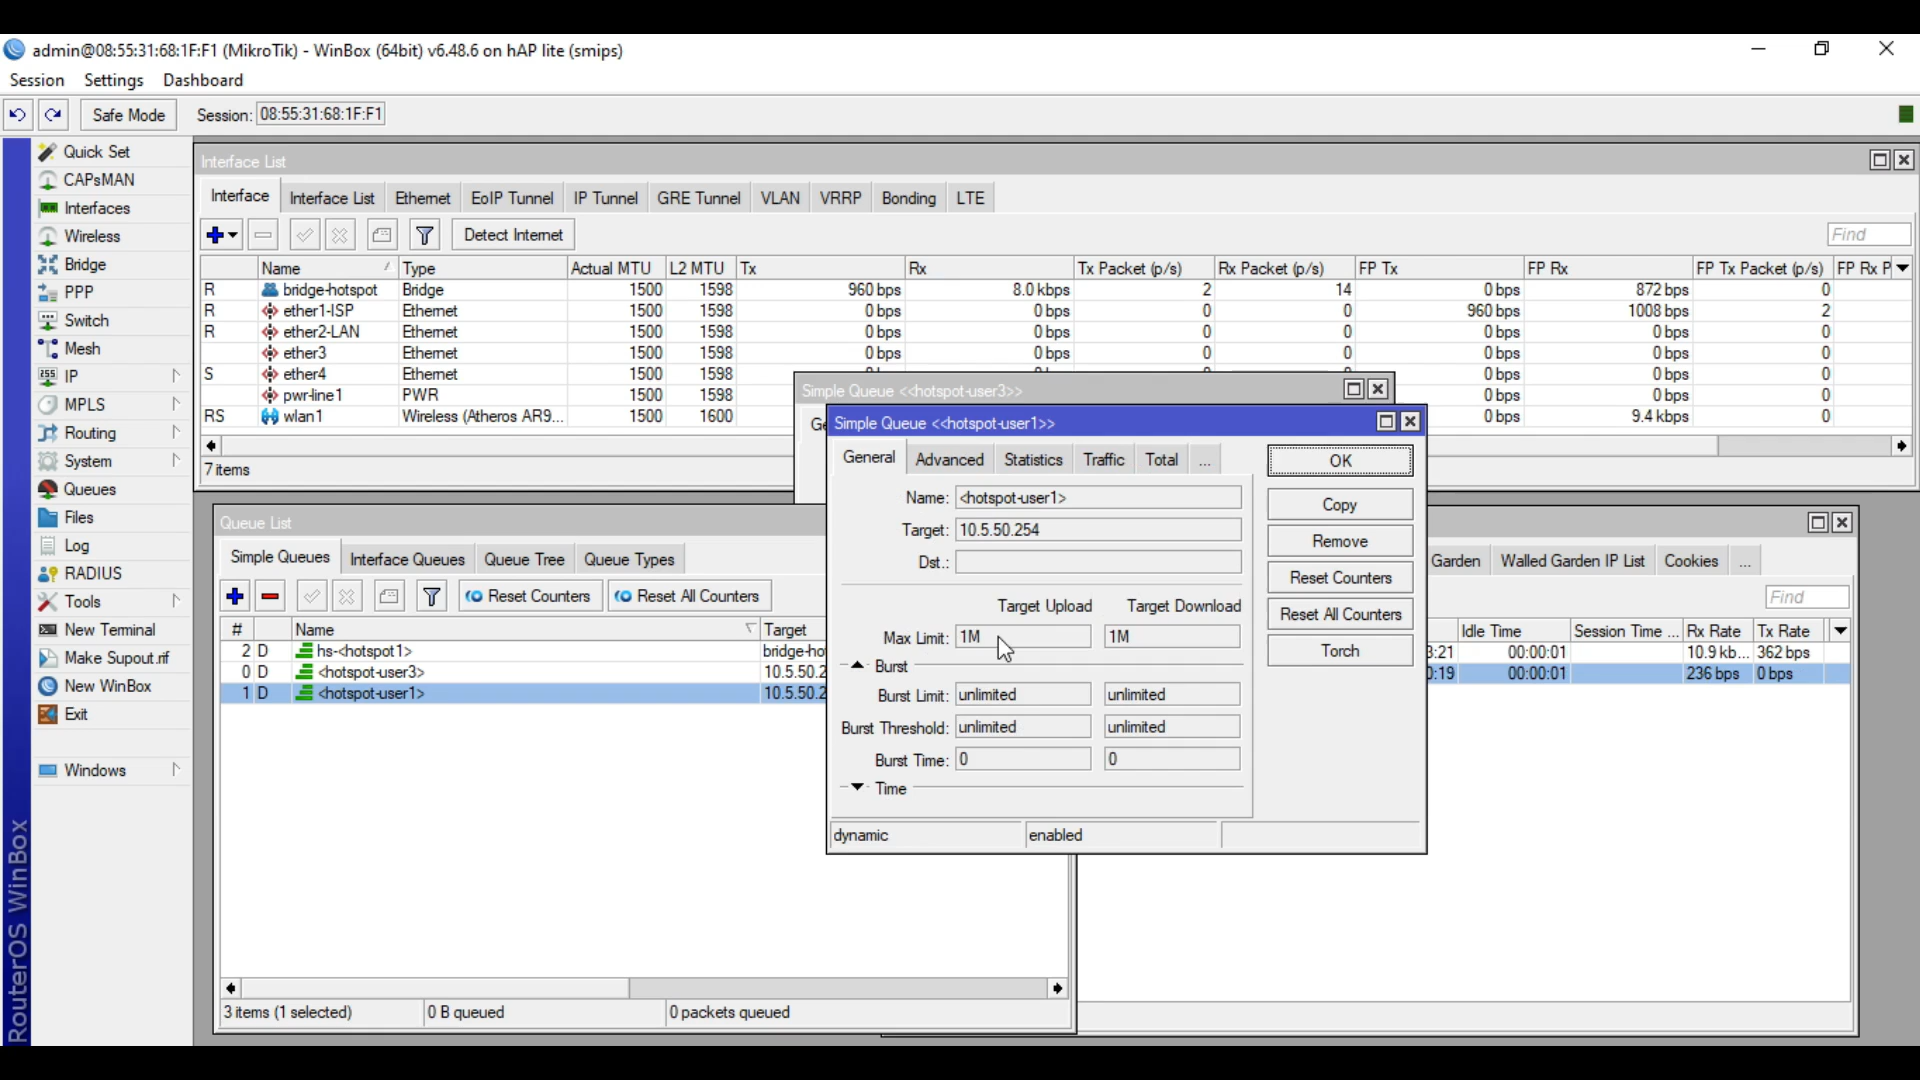 admin@08:55:31:68:1F:F1 (MikroTik) - WinBox (64bit) v6.48.6 on hAP lite (smips)
Session Settings Dashboard
Safe Mode Session: 08:55:31:68:1F:F1
Quick Set
CAPsMAN
Interfaces
Wireless
Bridge
PPP
Switch
Mesh
IP
MPLS
Routing
System
Queues
Files
Log
RADIUS
Tools
New Terminal
Make Supout.rif
New WinBox
Exit
Windows
RouterOS WinBox
Interface List
Interface Interface List Ethernet EoIP Tunnel IP Tunnel GRE Tunnel VLAN VRRP Bonding LTE
Detect Internet Find
Name Type Actual MTU L2 MTU Tx Rx Tx Packet (p/s) Rx Packet (p/s) FP Tx FP Rx FP Tx Packet (p/s) FP Rx P
R bridge-hotspot Bridge 1500 1598 960 bps 8.0 kbps 2 14 0 bps 872 bps 0
R ether1-ISP Ethernet 1500 1598 0 bps 0 bps 0 0 960 bps 1008 bps 2
R ether2-LAN Ethernet 1500 1598 0 bps 0 bps 0 0 0 bps 0 bps 0
ether3 Ethernet 1500 1598 0 bps 0 bps 0 0 0 bps 0 bps 0
S ether4 Ethernet 1500 1598 0 bps 0 bps 0
pwr-line1 PWR 1500 1598 0 bps 0 bps 0
RS wlan1 Wireless (Atheros AR9... 1500 1600 0 bps 9.4 kbps 0
7 items
Simple Queue <<hotspot-user3>>
Simple Queue <<hotspot-user1>>
General Advanced Statistics Traffic Total ...
Name: <hotspot-user1>
Target: 10.5.50.254
Dst.:
Target Upload Target Download
Max Limit: 1M 1M
Burst
Burst Limit: unlimited unlimited
Burst Threshold: unlimited unlimited
Burst Time: 0 0
Time
dynamic enabled
OK
Copy
Remove
Reset Counters
Reset All Counters
Torch
Queue List
Simple Queues Interface Queues Queue Tree Queue Types
Reset Counters Reset All Counters
# Name Target
2 D hs-<hotspot1> bridge-ho
0 D <hotspot-user3> 10.5.50.2
1 D <hotspot-user1> 10.5.50.2
3 items (1 selected) 0 B queued 0 packets queued
Garden Walled Garden IP List Cookies ...
Find
Idle Time Session Time ... Rx Rate Tx Rate
3:21 00:00:01 10.9 kb... 362 bps
0:19 00:00:01 236 bps 0 bps